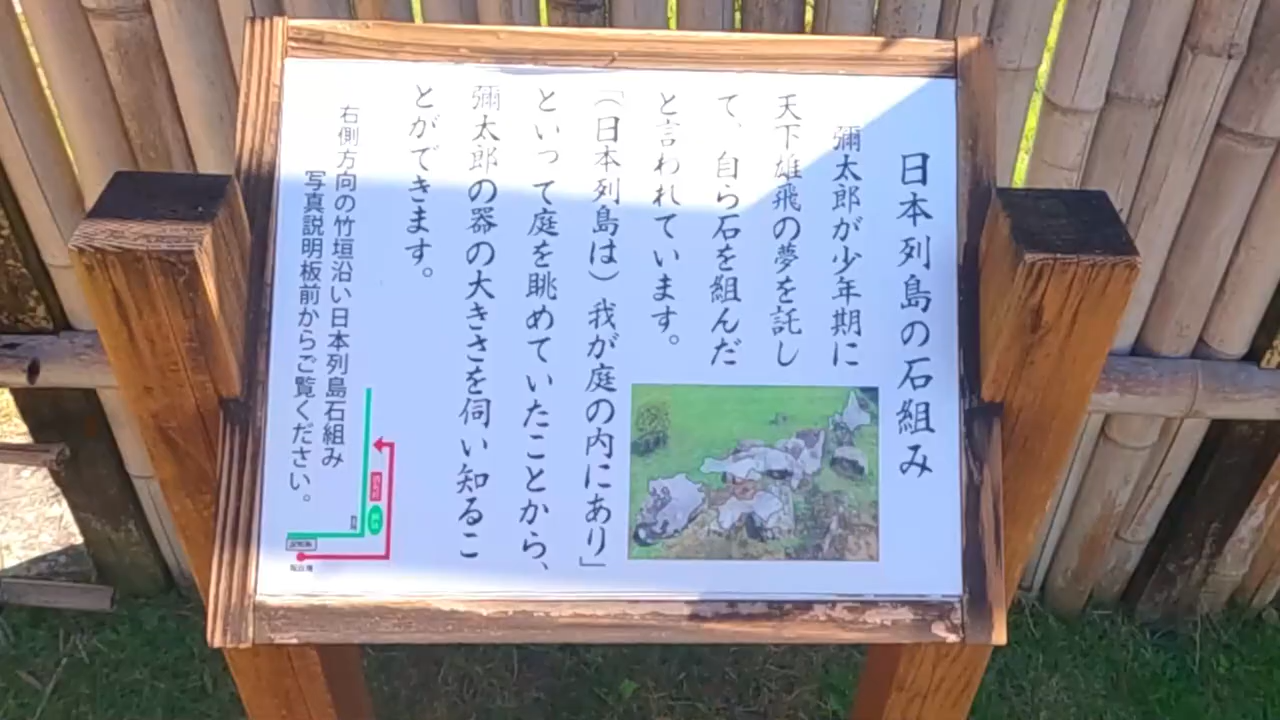 日本列島の石組み
彌太郎が少年期に
天下雄飛の夢を託し
て、自ら石を組んだ
と言われています。
「（日本列島は）我が庭の内にあり」
といって庭を眺めていたことから、
彌太郎の器の大きさを伺い知るこ
とができます。
右側方向の竹垣沿い日本列島石組み
写真説明板前からご覧ください。